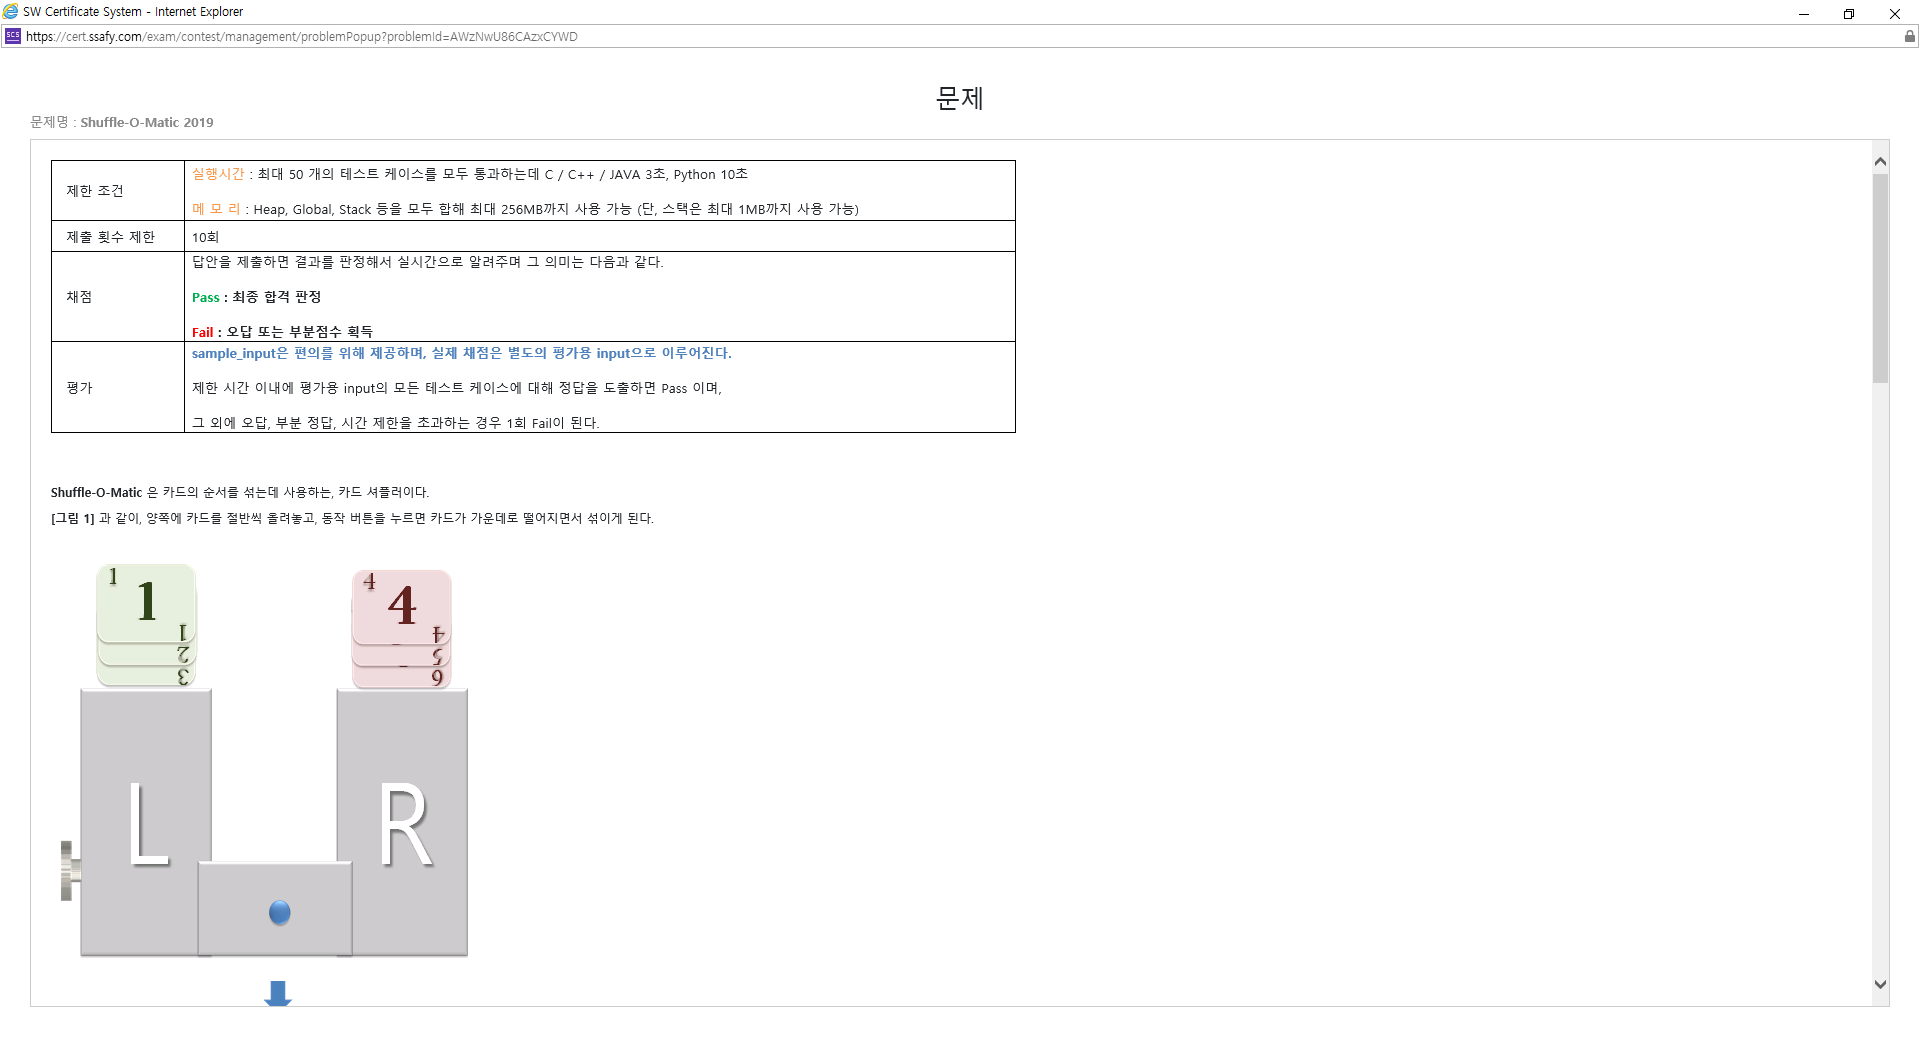 SW Certificate System - Internet Explorer
SCS https://cert.ssafy.com/exam/contest/management/problemPopup?problemId=AWzNwU86CAzxCYWD
문제
문제명 : Shuffle-O-Matic 2019
제한 조건
실행시간 : 최대 50 개의 테스트 케이스를 모두 통과하는데 C / C++ / JAVA 3초, Python 10초
메 모 리 : Heap, Global, Stack 등을 모두 합해 최대 256MB까지 사용 가능 (단, 스택은 최대 1MB까지 사용 가능)
제출 횟수 제한
10회
채점
답안을 제출하면 결과를 판정해서 실시간으로 알려주며 그 의미는 다음과 같다.
Pass : 최종 합격 판정
Fail : 오답 또는 부분점수 획득
평가
sample_input은 편의를 위해 제공하며, 실제 채점은 별도의 평가용 input으로 이루어진다.
제한 시간 이내에 평가용 input의 모든 테스트 케이스에 대해 정답을 도출하면 Pass 이며,
그 외에 오답, 부분 정답, 시간 제한을 초과하는 경우 1회 Fail이 된다.
Shuffle-O-Matic 은 카드의 순서를 섞는데 사용하는, 카드 셔플러이다.
[그림 1] 과 같이, 양쪽에 카드를 절반씩 올려놓고, 동작 버튼을 누르면 카드가 가운데로 떨어지면서 섞이게 된다.
1 1 1
2
3
4 4 4
5
6
L R